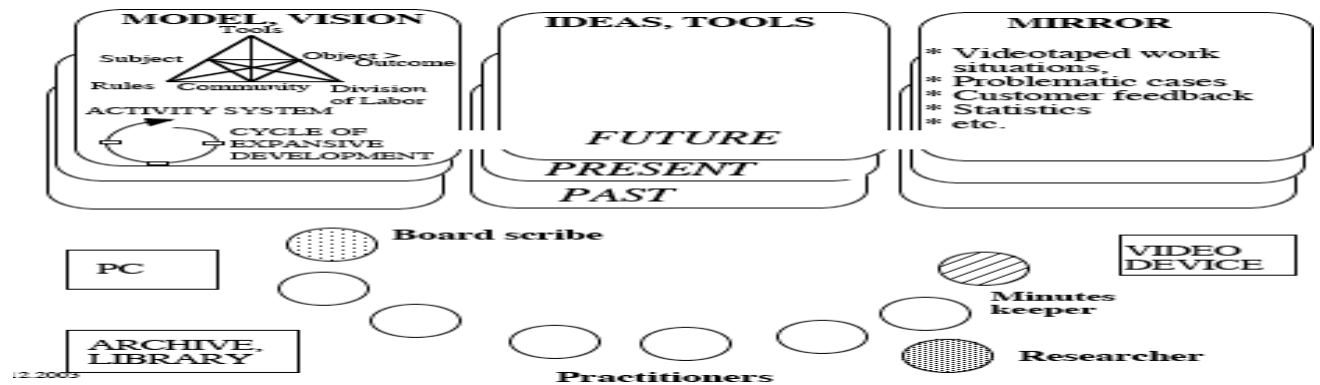 MODEL, VISION
Tools
Subject
Object >
Outcome
Rules
Community
Division
of Labor
ACTIVITY SYSTEM
CYCLE OF
EXPANSIVE
DEVELOPMENT
IDEAS, TOOLS
FUTURE
PRESENT
PAST
MIRROR
* Videotaped work
situations,
* Problematic cases
* Customer feedback
* Statistics
* etc.
Board scribe
PC
VIDEO
DEVICE
Minutes
keeper
ARCHIVE,
LIBRARY
Researcher
Practitioners
12.2003